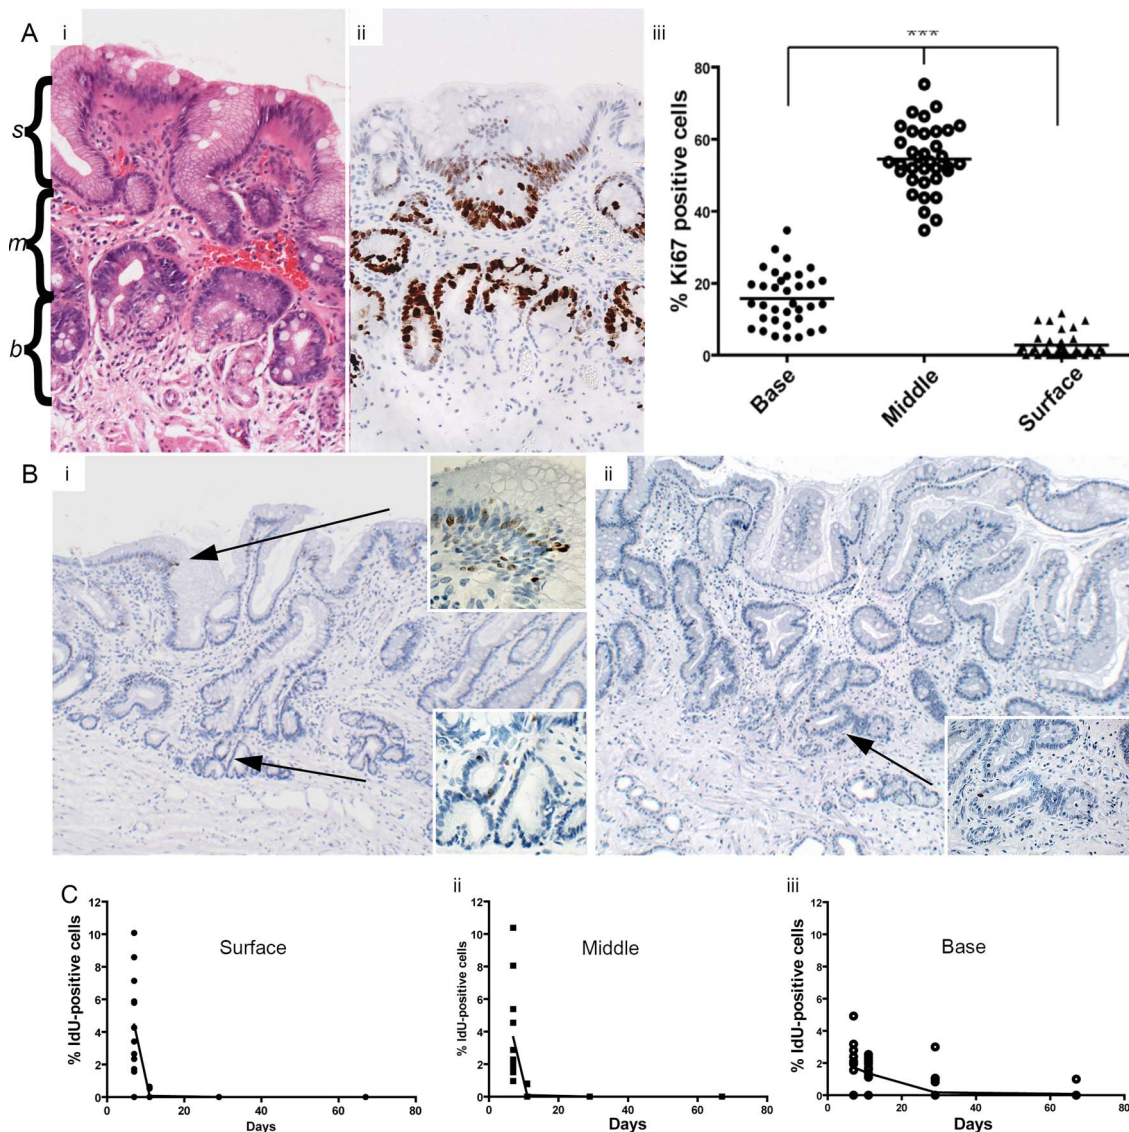 A
i
ii
iii
s
m
b
***
% Ki67 positive cells
80
60
40
20
0
Base
Middle
Surface
B
i
ii
C
% IdU-positive cells
12
10
8
6
4
2
0
Surface
0
20
40
60
80
Days
ii
% IdU-positive cells
12
10
8
6
4
2
0
Middle
0
20
40
60
80
Days
iii
% IdU-positive cells
12
10
8
6
4
2
0
Base
0
20
40
60
80
Days